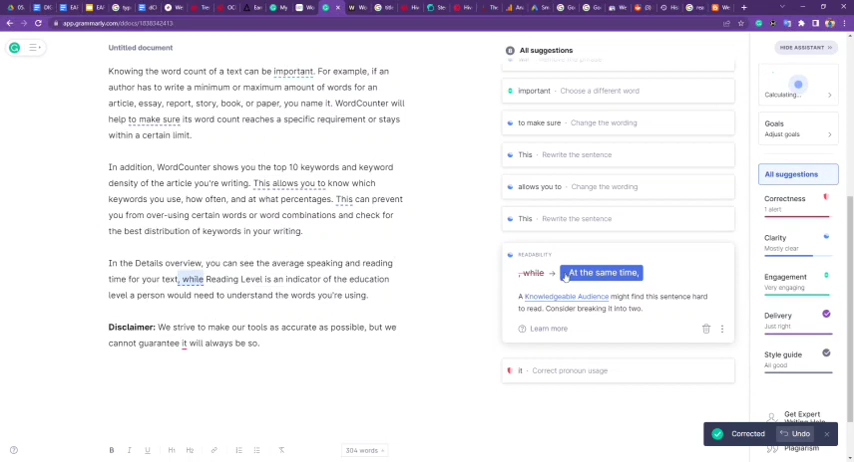 app.grammarly.com/ddocs/1838342413
Untitled document
Knowing the word count of a text can be important. For example, if an
author has to write a minimum or maximum amount of words for an
article, essay, report, story, book, or paper, you name it. WordCounter will
help to make sure its word count reaches a specific requirement or stays
within a certain limit.
In addition, WordCounter shows you the top 10 keywords and keyword
density of the article you're writing. This allows you to know which
keywords you use, how often, and at what percentages. This can prevent
you from over-using certain words or word combinations and check for
the best distribution of keywords in your writing.
In the Details overview, you can see the average speaking and reading
time for your text, while Reading Level is an indicator of the education
level a person would need to understand the words you're using.
Disclaimer: We strive to make our tools as accurate as possible, but we
cannot guarantee it will always be so.
B I U H1 H2
304 words
8 All suggestions
important · Choose a different word
to make sure · Change the wording
This · Rewrite the sentence
allows you to · Change the wording
This · Rewrite the sentence
READABILITY
, while → . At the same time,
A Knowledgeable Audience might find this sentence hard
to read. Consider breaking it into two.
Learn more
it · Correct pronoun usage
HIDE ASSISTANT
Calculating...
Goals
Adjust goals
All suggestions
Correctness
1 alert
Clarity
Mostly clear
Engagement
Very engaging
Delivery
Just right
Style guide
All good
Get Expert
Writing Help
Plagiarism
Corrected Undo